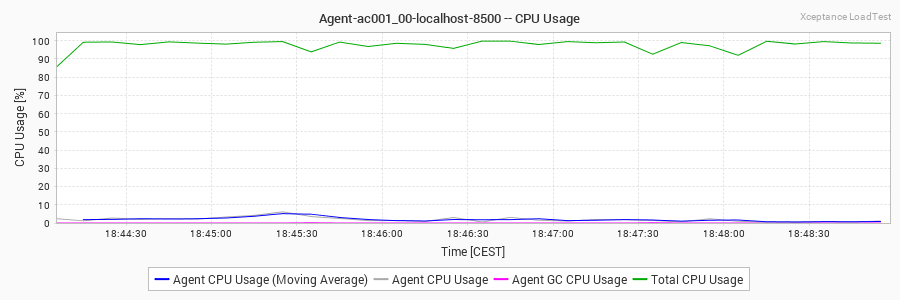 Agent-ac001_00-localhost-8500 -- CPU Usage
Xceptance LoadTest
CPU Usage [%]
100
90
80
70
60
50
40
30
20
10
0
18:44:30 18:45:00 18:45:30 18:46:00 18:46:30 18:47:00 18:47:30 18:48:00 18:48:30
Time [CEST]
Agent CPU Usage (Moving Average) Agent CPU Usage Agent GC CPU Usage Total CPU Usage